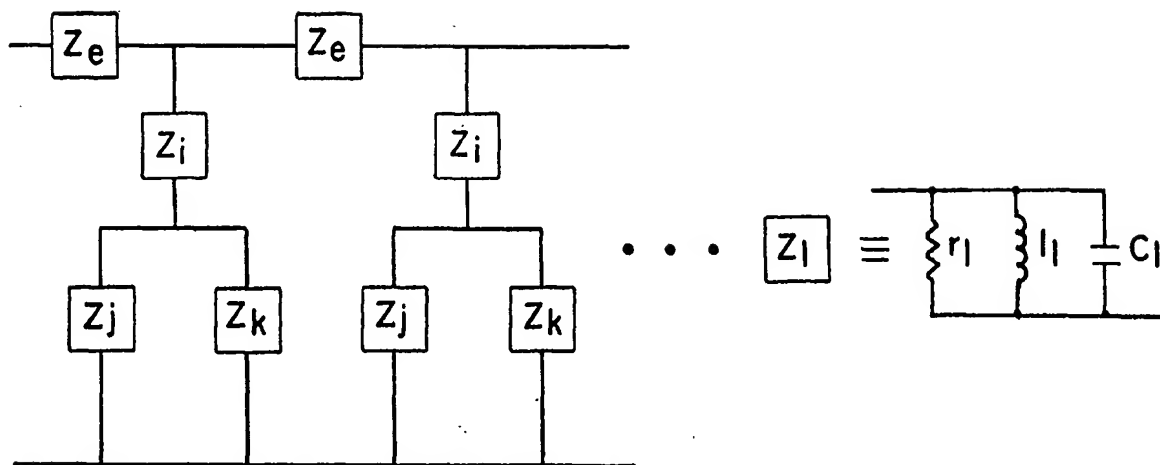 Ze Ze
Zi Zi
Zj Zk Zj Zk
• • • Zl ≡ rl ll Cl